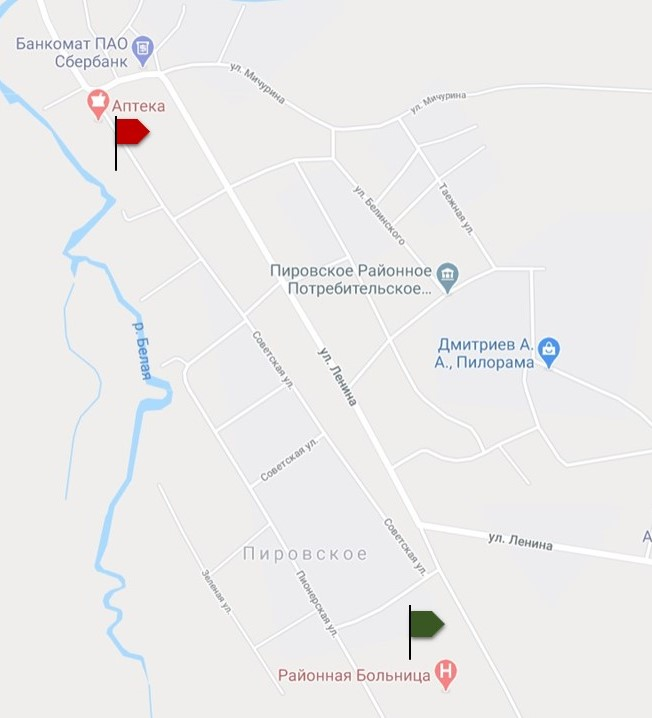 Банкомат ПАО
Сбербанк
ул. Мичурина
ул. Мичурина
Аптека
ул. Белинского
Таежная ул.
Пировское Районное
Потребительское...
р. Белая
Советская ул.
ул. Ленина
Дмитриев А.
А., Пилорама
Советская ул.
Советская ул.
ул. Ленина
А
Пировское
Зеленая ул.
Пионерская ул.
Районная Больница
H